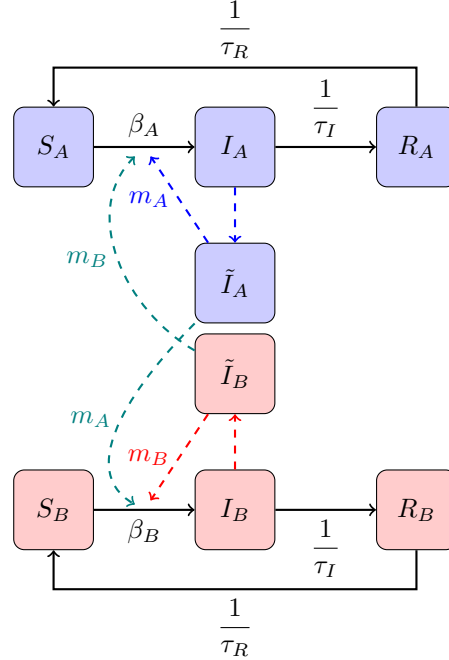 1/τ_R
S_A
β_A
I_A
1/τ_I
R_A
m_A
m_B
Ĩ_A
Ĩ_B
m_A
m_B
S_B
β_B
I_B
1/τ_I
R_B
1/τ_R